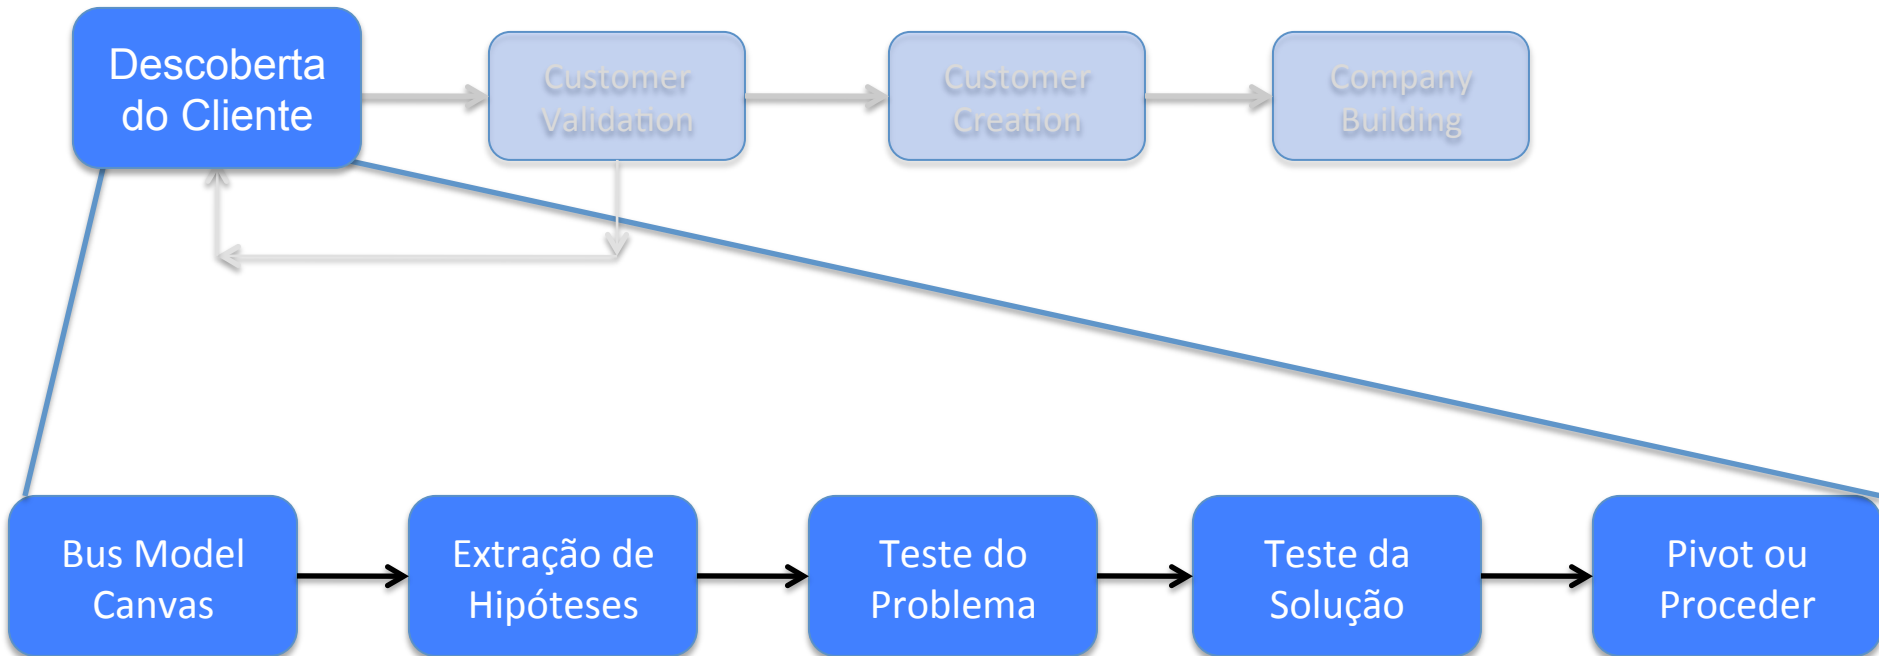 Descoberta
do Cliente
Customer
Validation
Customer
Creation
Company
Building
Bus Model
Canvas
Extração de
Hipóteses
Teste do
Problema
Teste da
Solução
Pivot ou
Proceder